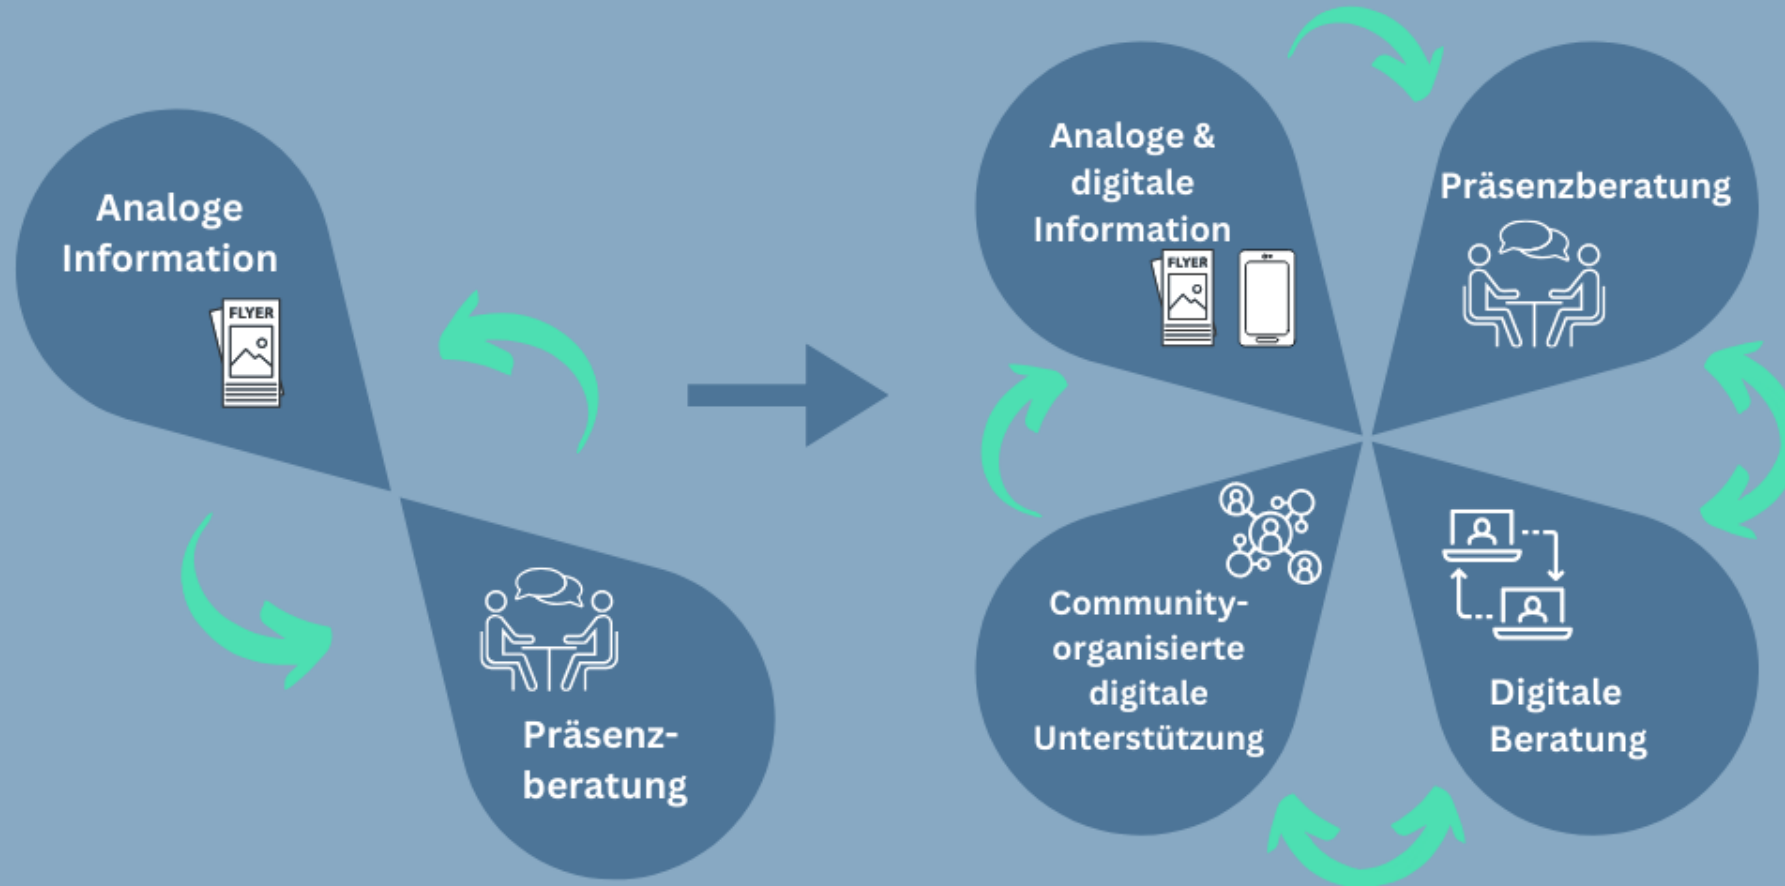 Analoge
Information
FLYER
Präsenz-
beratung
Analoge &
digitale
Information
FLYER
Präsenzberatung
Community-
organisierte
digitale
Unterstützung
Digitale
Beratung